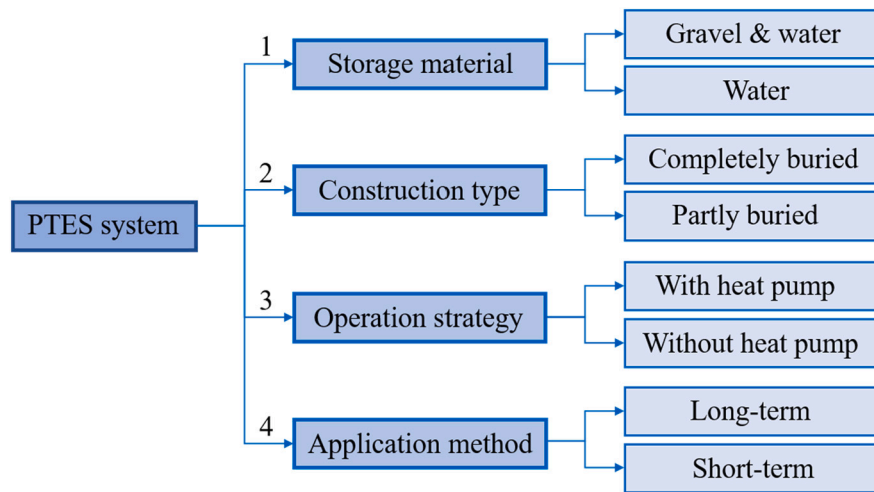 PTES system
1
Storage material
Gravel & water
Water
2
Construction type
Completely buried
Partly buried
3
Operation strategy
With heat pump
Without heat pump
4
Application method
Long-term
Short-term